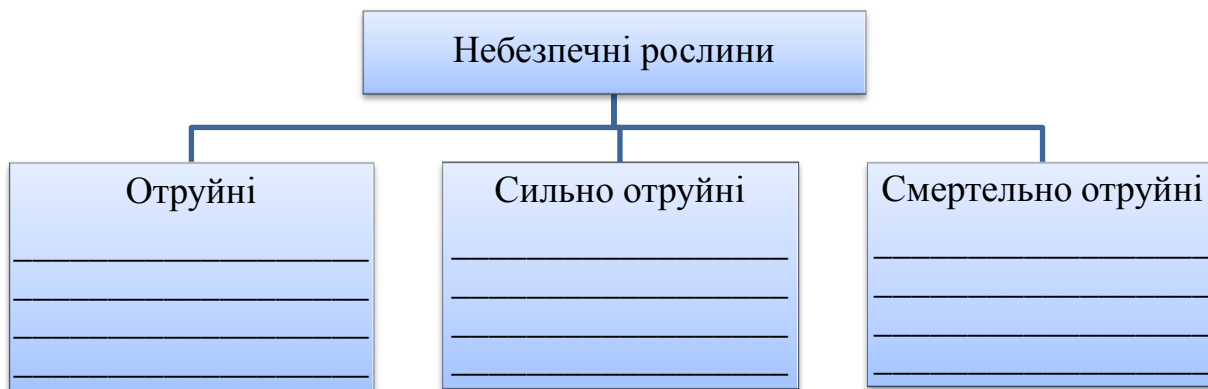 Небезпечні рослини
Отруйні
Сильно отруйні
Смертельно отруйні